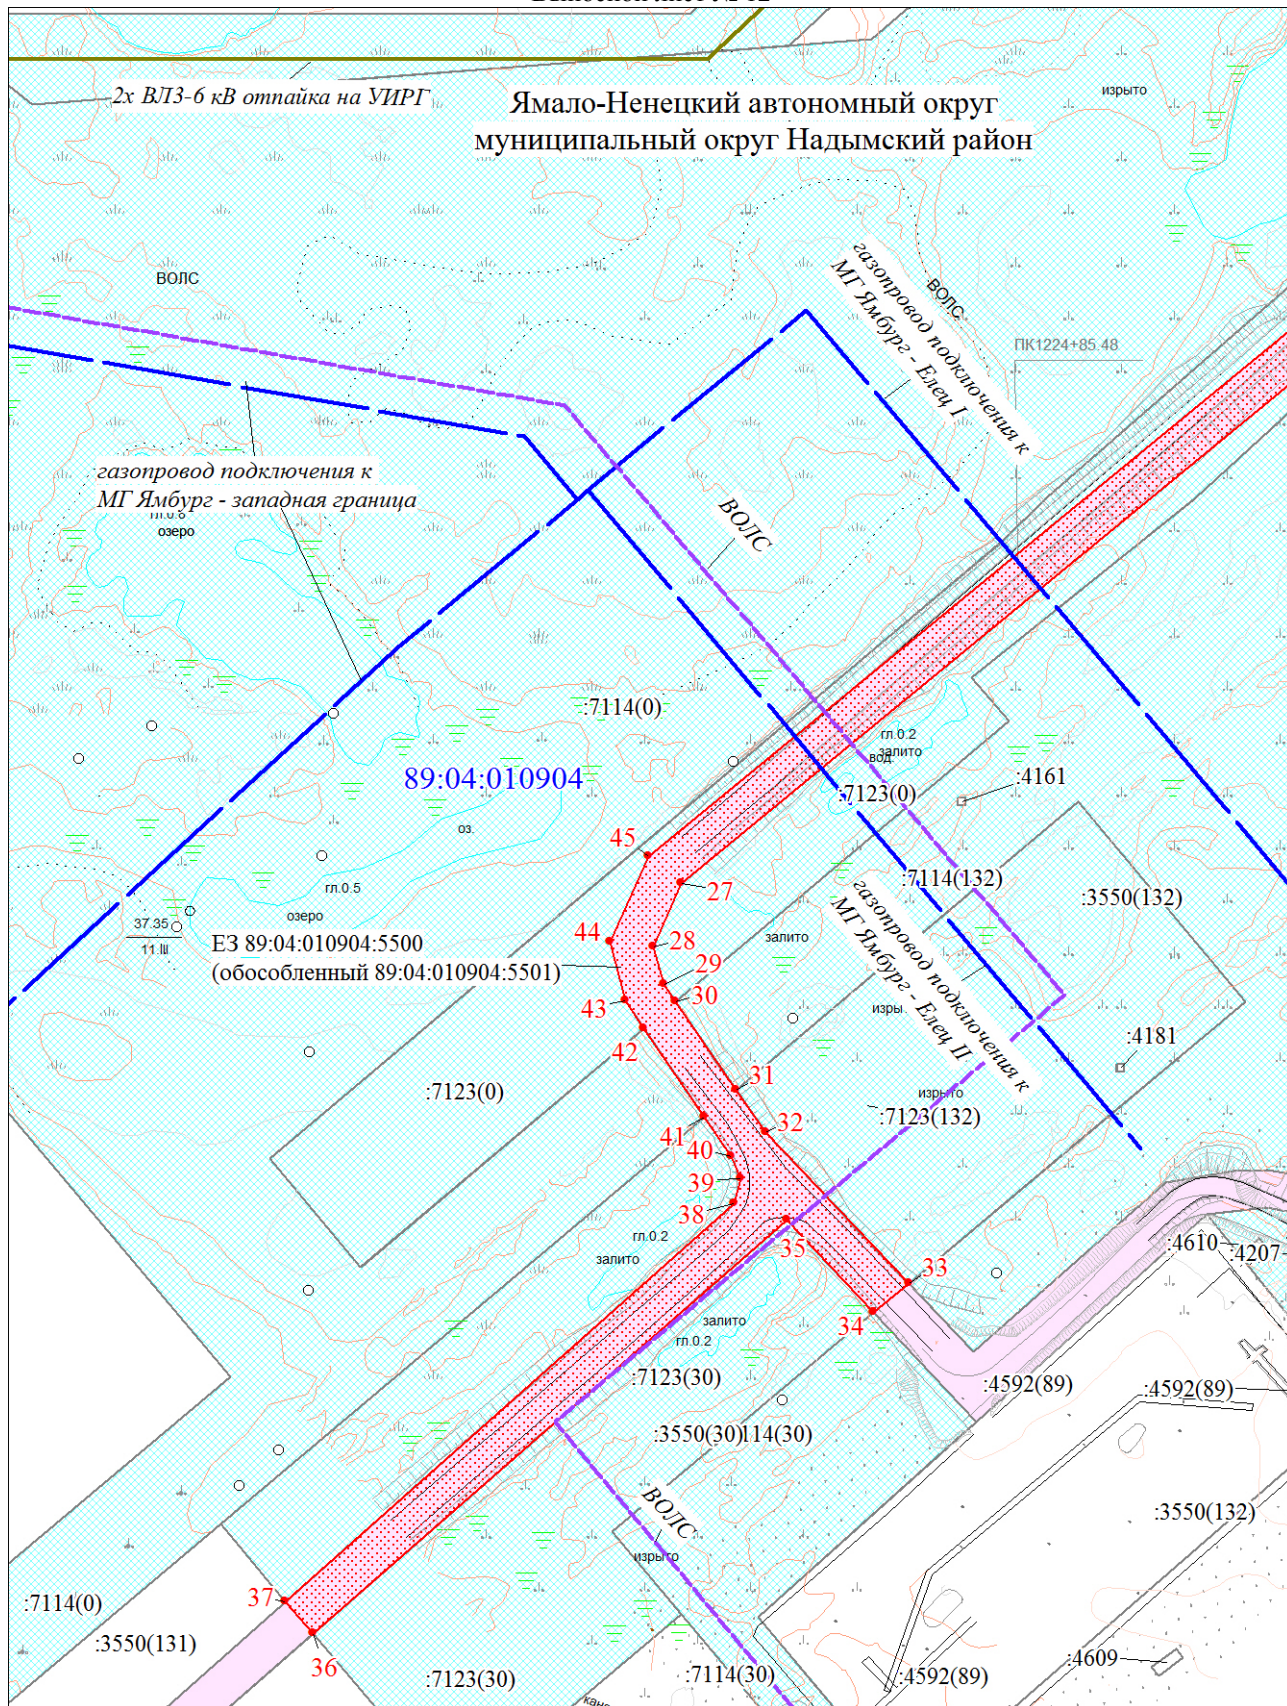 Выноской лист № 12
2х ВЛ3-6 кВ отпайка на УИРГ
Ямало-Ненецкий автономный округ
муниципальный округ Надымский район
изрыто
ВОЛС
газопровод подключения к
МГ Ямбург - Елец I
ВОЛС
ПК1224+85.48
газопровод подключения к
МГ Ямбург - западная граница
озеро
ВОЛС
:7114(0)
гл.0.2
залито
вод.
89:04:010904
:4161
:7123(0)
оз.
45
27
:7114(132)
:3550(132)
гл.0.5
озеро
37.35
11.III
44
28
залито
ЕЗ 89:04:010904:5500
(обособленный 89:04:010904:5501)
29
30
43
42
изры
газопровод подключения к
МГ Ямбург - Елец II
:4181
:7123(0)
31
изрыто
:7123(132)
32
41
40
39
38
гл.0.2
залито
35
:4610
:4207
33
34
залито
гл.0.2
:7123(30)
:4592(89)
:4592(89)
:3550(30)
114(30)
ВОЛС
:3550(132)
изрыто
37
:7114(0)
:3550(131)
36
:7123(30)
:7114(30)
:4592(89)
:4609